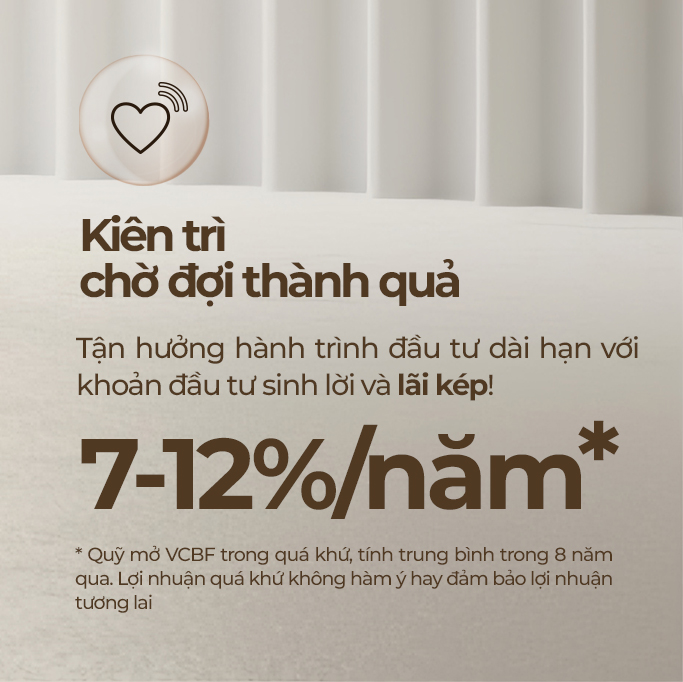 Kiên trì
chờ đợi thành quả
Tận hưởng hành trình đầu tư dài hạn với
khoản đầu tư sinh lời và lãi kép!
7-12%/năm*
* Quỹ mở VCBF trong quá khứ, tính trung bình trong 8 năm
qua. Lợi nhuận quá khứ không hàm ý hay đảm bảo lợi nhuận
tương lai